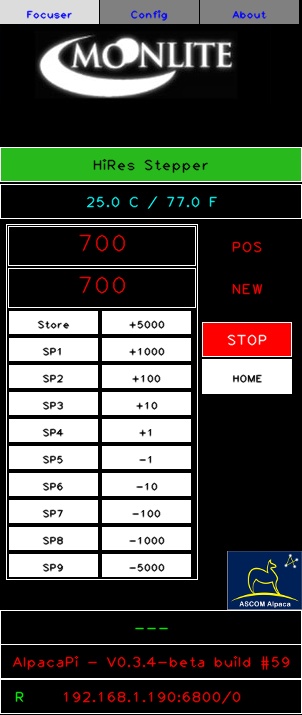 Focuser Config About
MOONLITE
HiRes Stepper
25.0 C / 77.0 F
700 POS
700 NEW
Store +5000
SP1 +1000
SP2 +100
SP3 +10
SP4 +1
SP5 -1
SP6 -10
SP7 -100
SP8 -1000
SP9 -5000
STOP
HOME
ASCOM Alpaca
---
AlpacaPi - V0.3.4-beta build #59
R 192.168.1.190:6800/0